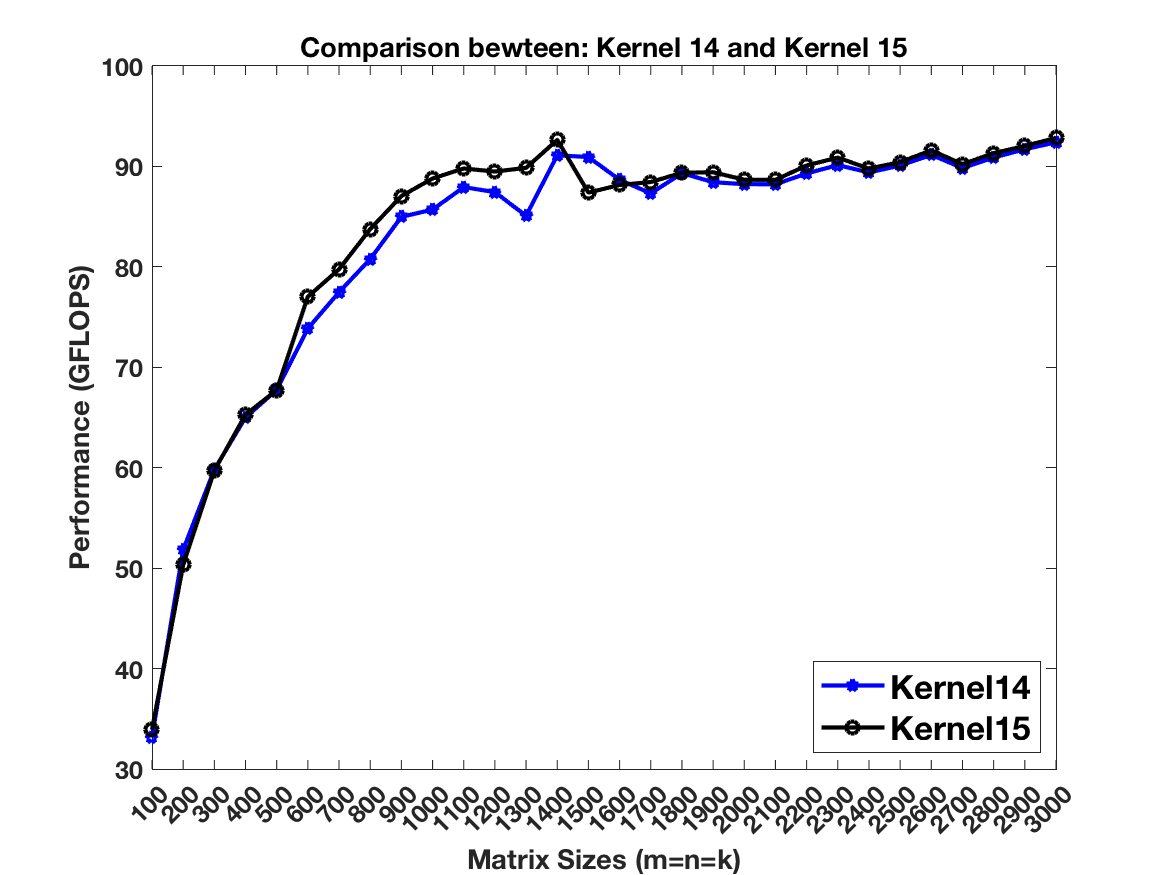 Comparison bewteen: Kernel 14 and Kernel 15
100
90
80
70
60
50
40
30
Performance (GFLOPS)
Kernel14
Kernel15
100 200 300 400 500 600 700 800 900 1000 1100 1200 1300 1400 1500 1600 1700 1800 1900 2000 2100 2200 2300 2400 2500 2600 2700 2800 2900 3000
Matrix Sizes (m=n=k)